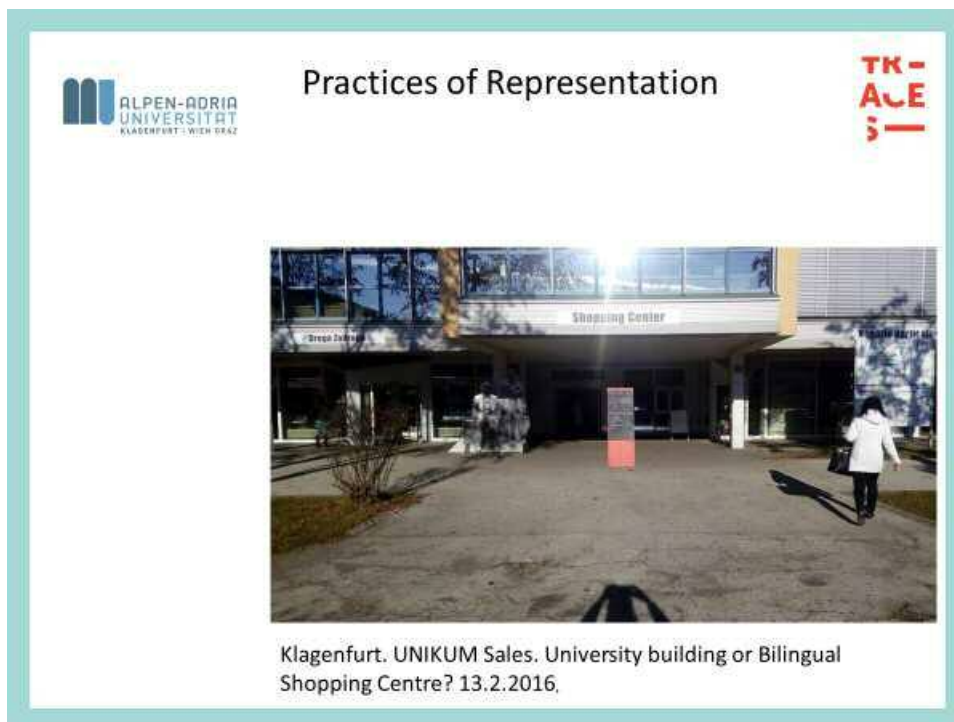 Practices of Representation
ALPEN-ADRIA
UNIVERSITÄT
KLAGENFURT | WIEN GRAZ
TR
ACE
S
Shopping Center
Klagenfurt. UNIKUM Sales. University building or Bilingual
Shopping Centre? 13.2.2016.